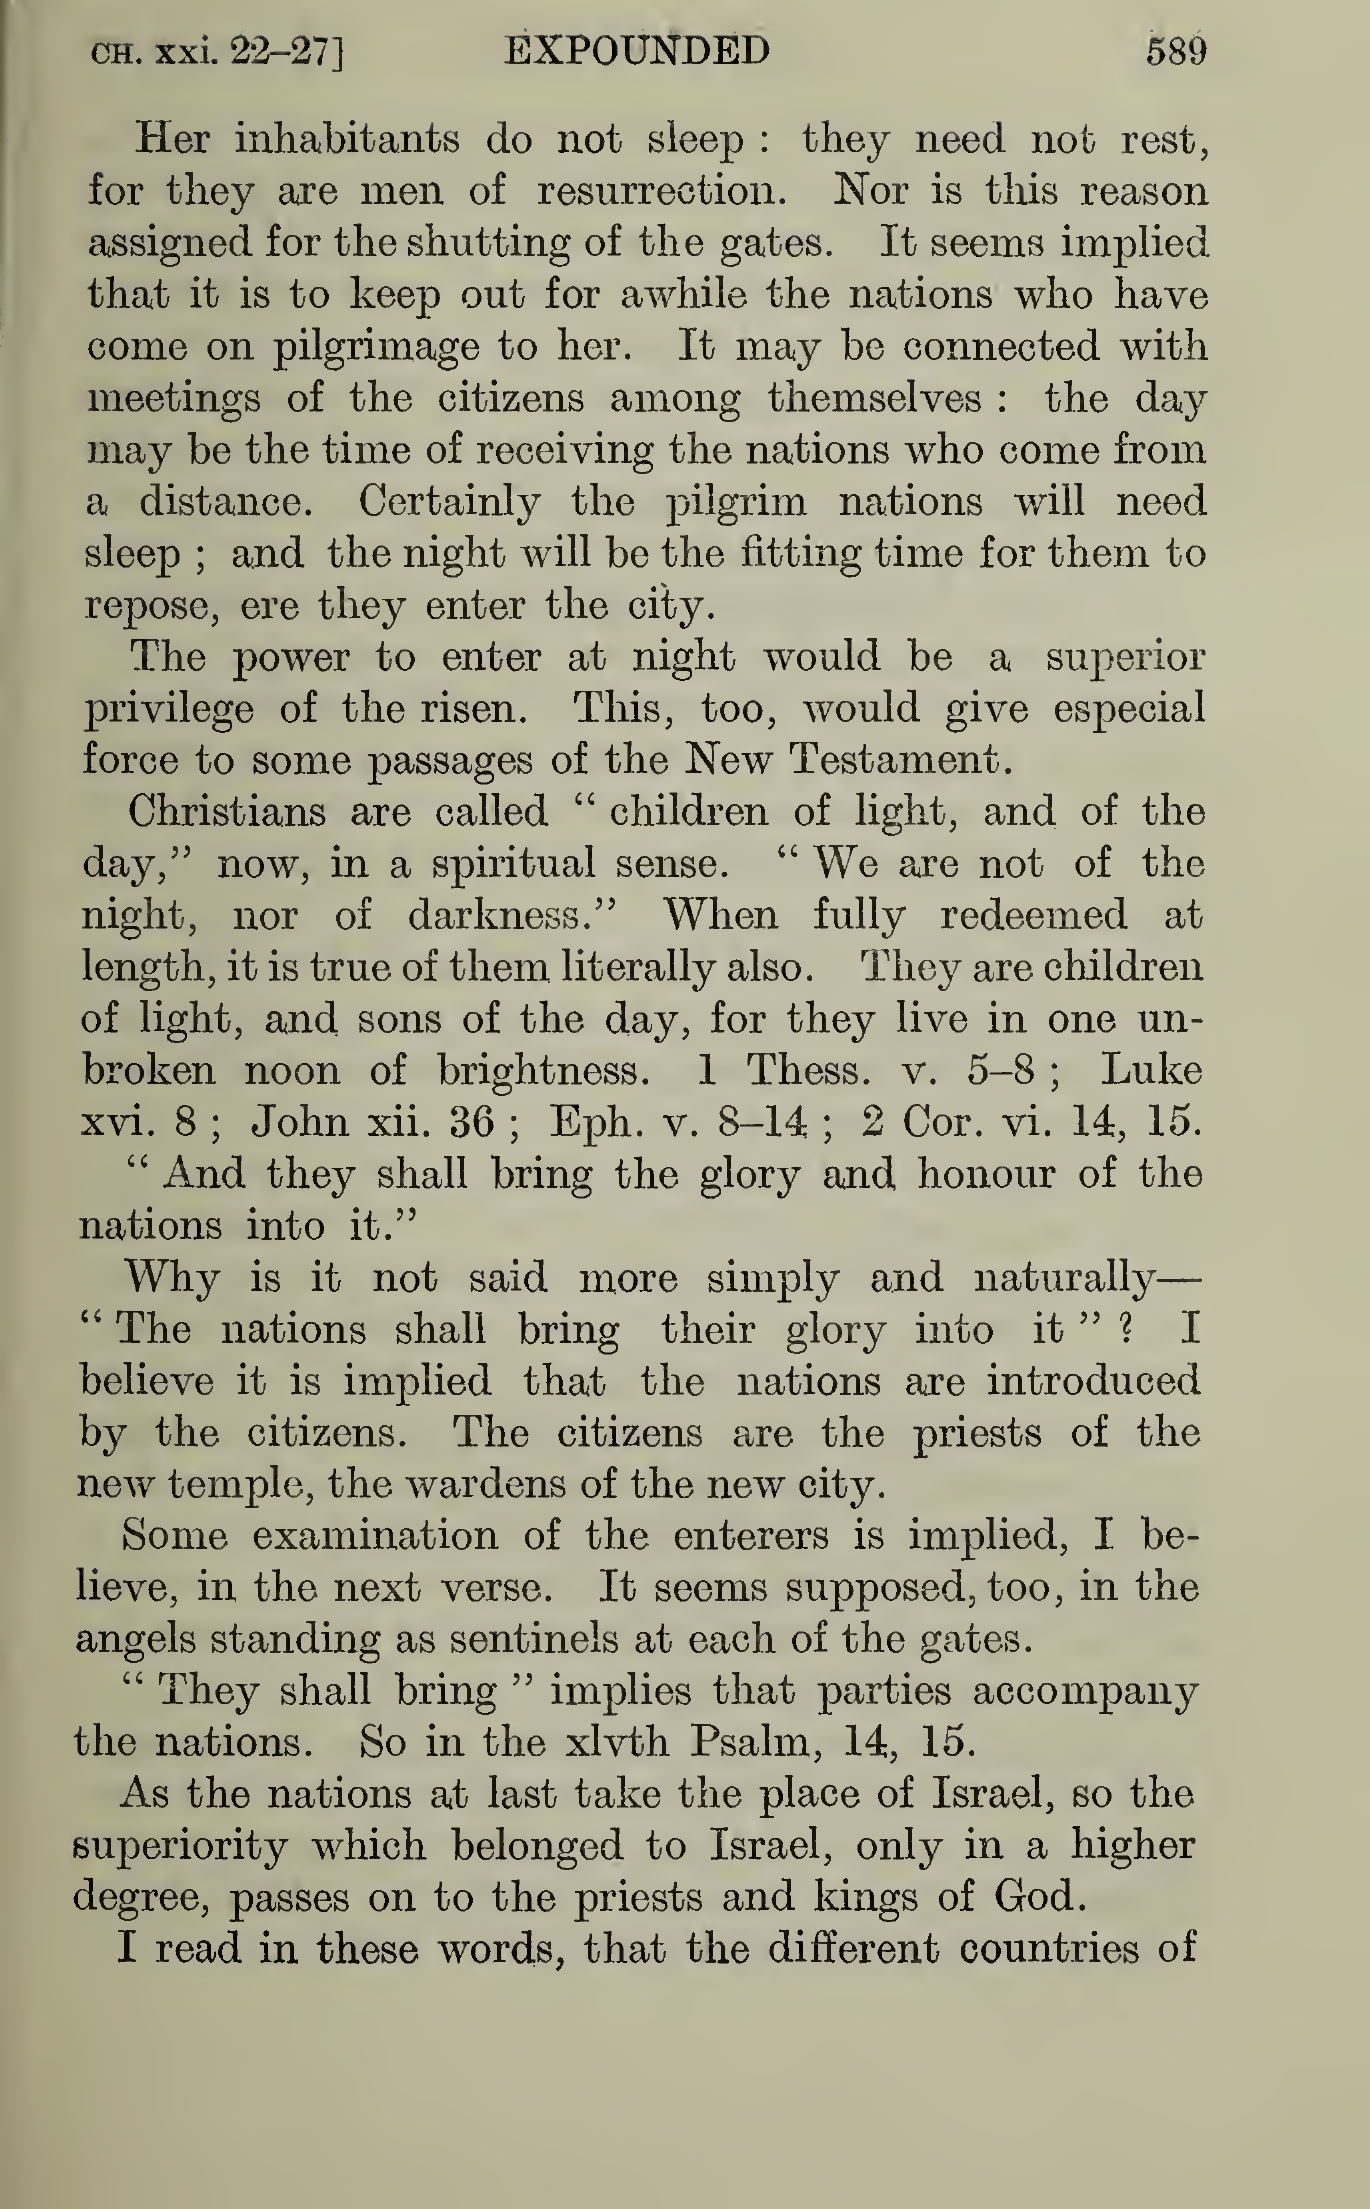 CH. xxi. 22–27] EXPOUNDED 589
Her inhabitants do not sleep : they need not rest,
for they are men of resurrection. Nor is this reason
assigned for the shutting of the gates. It seems implied
that it is to keep out for awhile the nations who have
come on pilgrimage to her. It may be connected with
meetings of the citizens among themselves : the day
may be the time of receiving the nations who come from
a distance. Certainly the pilgrim nations will need
sleep ; and the night will be the fitting time for them to
repose, ere they enter the city.
The power to enter at night would be a superior
privilege of the risen. This, too, would give especial
force to some passages of the New Testament.
Christians are called “ children of light, and of the
day,” now, in a spiritual sense. “ We are not of the
night, nor of darkness.” When fully redeemed at
length, it is true of them literally also. They are children
of light, and sons of the day, for they live in one un-
broken noon of brightness. 1 Thess. v. 5–8 ; Luke
xvi. 8 ; John xii. 36 ; Eph. v. 8–14 ; 2 Cor. vi. 14, 15.
“ And they shall bring the glory and honour of the
nations into it.”
Why is it not said more simply and naturally—
“ The nations shall bring their glory into it ” ? I
believe it is implied that the nations are introduced
by the citizens. The citizens are the priests of the
new temple, the wardens of the new city.
Some examination of the enterers is implied, I be-
lieve, in the next verse. It seems supposed, too, in the
angels standing as sentinels at each of the gates.
“ They shall bring ” implies that parties accompany
the nations. So in the xlvth Psalm, 14, 15.
As the nations at last take the place of Israel, so the
superiority which belonged to Israel, only in a higher
degree, passes on to the priests and kings of God.
I read in these words, that the different countries of